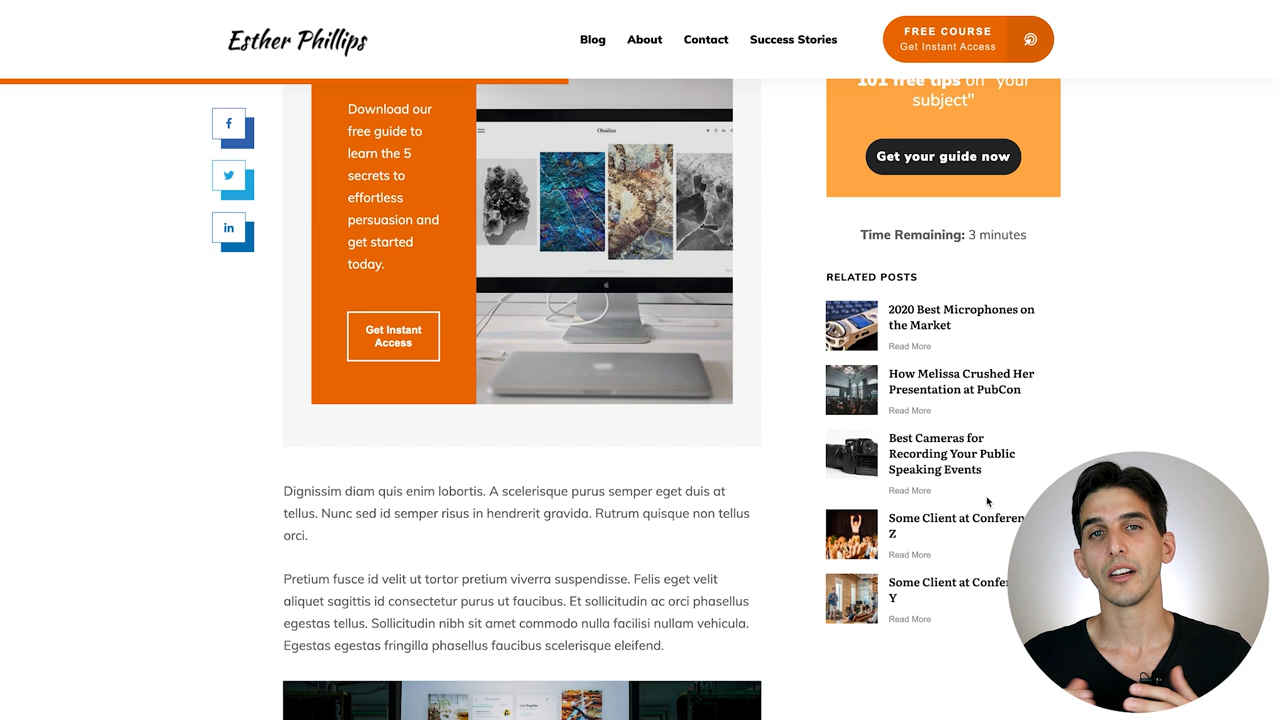 Esther Phillips
Blog
About
Contact
Success Stories
FREE COURSE
Get Instant Access
Download our
free guide to
learn the 5
secrets to
effortless
persuasion and
get started
today.
Get Instant
Access
Obsidian
101 free tips on "your
subject"
Get your guide now
Time Remaining: 3 minutes
RELATED POSTS
2020 Best Microphones on
the Market
Read More
How Melissa Crushed Her
Presentation at PubCon
Read More
Best Cameras for
Recording Your Public
Speaking Events
Read More
Some Client at Conferen
Z
Read More
Some Client at Confe
Y
Read More
Dignissim diam quis enim lobortis. A scelerisque purus semper eget duis at
tellus. Nunc sed id semper risus in hendrerit gravida. Rutrum quisque non tellus
orci.
Pretium fusce id velit ut tortor pretium viverra suspendisse. Felis eget velit
aliquet sagittis id consectetur purus ut faucibus. Et sollicitudin ac orci phasellus
egestas tellus. Sollicitudin nibh sit amet commodo nulla facilisi nullam vehicula.
Egestas egestas fringilla phasellus faucibus scelerisque eleifend.